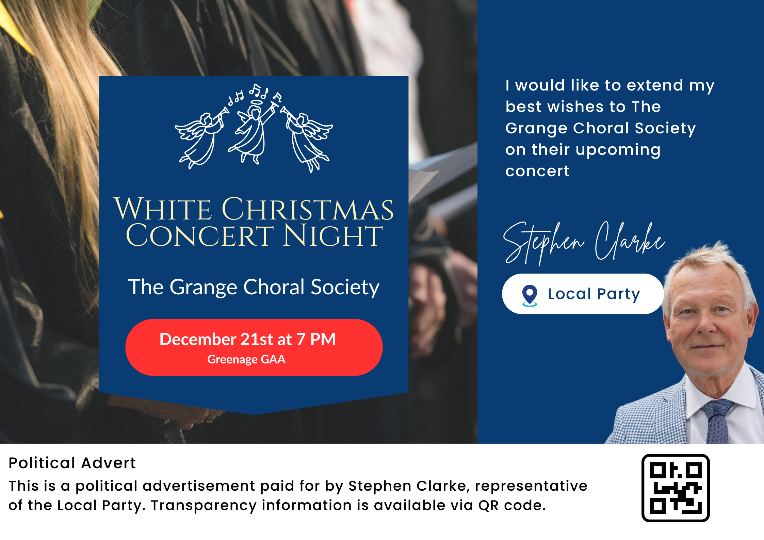 White Christmas
Concert Night
The Grange Choral Society
December 21st at 7 PM
Greenage GAA
I would like to extend my
best wishes to The
Grange Choral Society
on their upcoming
concert
Stephen Clarke
Local Party
Political Advert
This is a political advertisement paid for by Stephen Clarke, representative
of the Local Party. Transparency information is available via QR code.